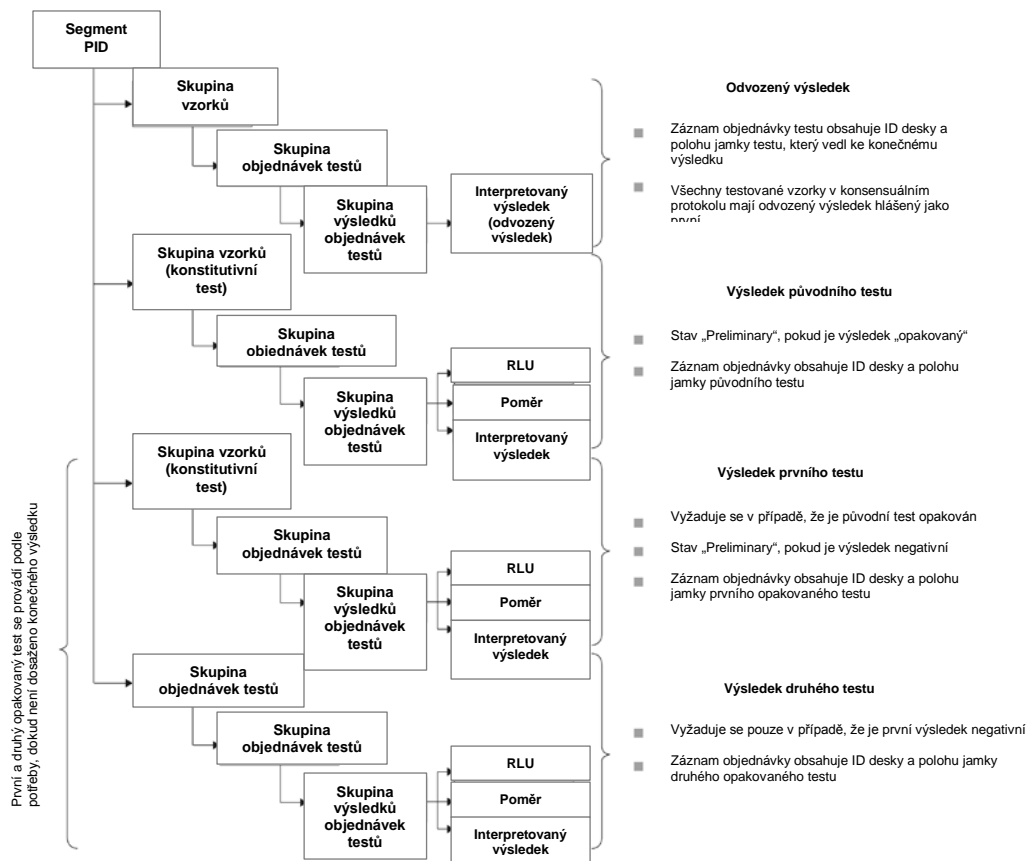 Segment
PID
Skupina
vzorků
Skupina
objednávek testů
Skupina
výsledků
objednávek
testů
Interpretovaný
výsledek
(odvozený
výsledek)
Odvozený výsledek
Záznam objednávky testu obsahuje ID desky a
polohu jamky testu, který vedl ke konečnému
výsledku
Všechny testované vzorky v konsensuálním
protokolu mají odvozený výsledek hlášený jako
první
Skupina vzorků
(konstitutivní
test)
Skupina
obiednávek testů
Skupina
výsledků
objednávek
testů
RLU
Poměr
Interpretovaný
výsledek
Výsledek původního testu
Stav „Preliminary“, pokud je výsledek „opakovaný“
Záznam objednávky obsahuje ID desky a polohu
jamky původního testu
Skupina vzorků
(konstitutivní
test)
Skupina
objednávek testů
Skupina
výsledků
objednávek
testů
RLU
Poměr
Interpretovaný
výsledek
Výsledek prvního testu
Vyžaduje se v případě, že je původní test opakován
Stav „Preliminary“, pokud je výsledek negativní
Záznam objednávky obsahuje ID desky a polohu
jamky prvního opakovaného testu
Skupina
objednávek testů
Skupina
objednávek testů
Skupina
výsledků
objednávek
testů
RLU
Poměr
Interpretovaný
výsledek
Výsledek druhého testu
Vyžaduje se pouze v případě, že je první výsledek negativní
Záznam objednávky obsahuje ID desky a polohu jamky
druhého opakovaného testu
První a druhý opakovaný test se provádí podle
potřeby, dokud není dosaženo konečného výsledku